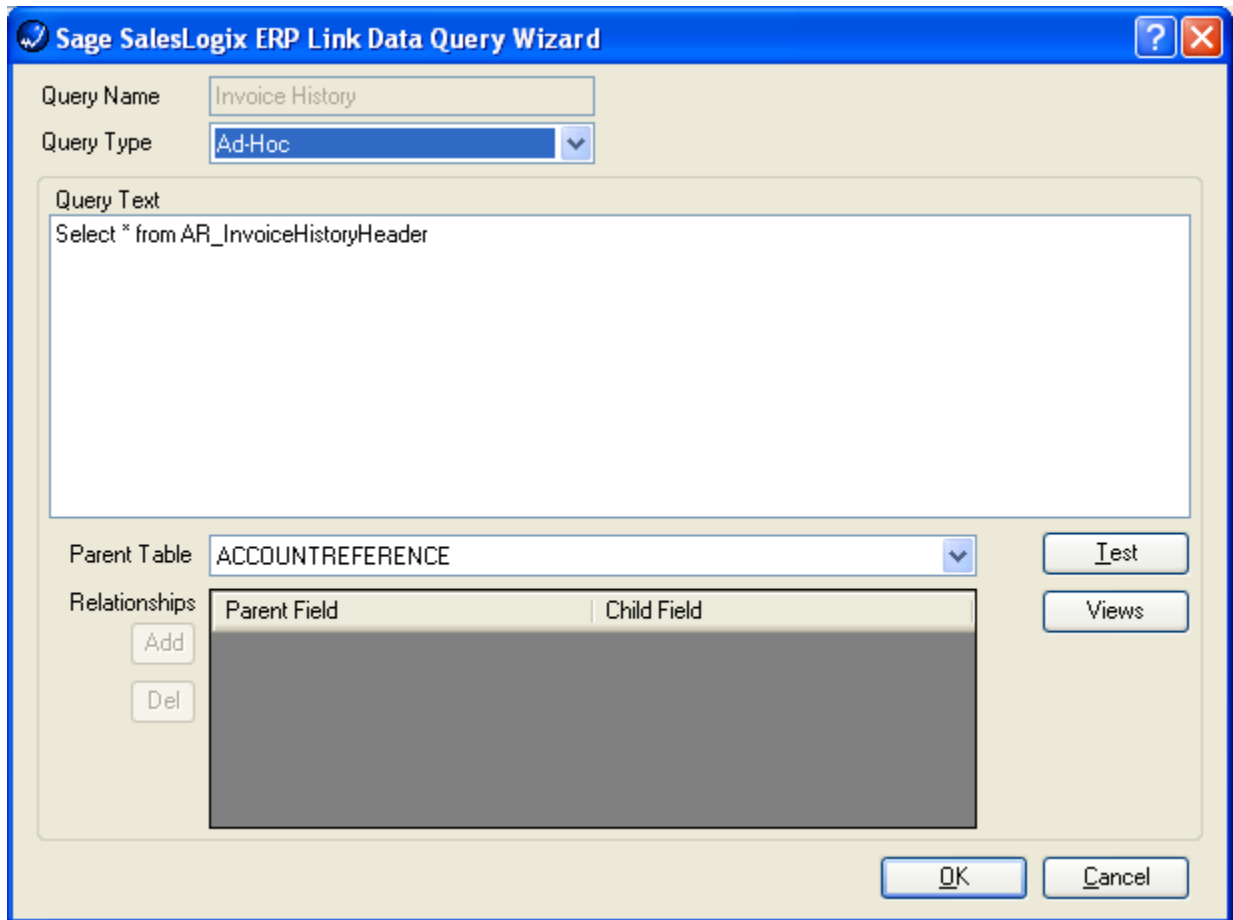 Sage SalesLogix ERP Link Data Query Wizard
?
Query Name Invoice History
Query Type Ad-Hoc
Query Text
Select * from AR_InvoiceHistoryHeader
Parent Table ACCOUNTREFERENCE Test
Relationships Parent Field Child Field Views
Add
Del
OK Cancel